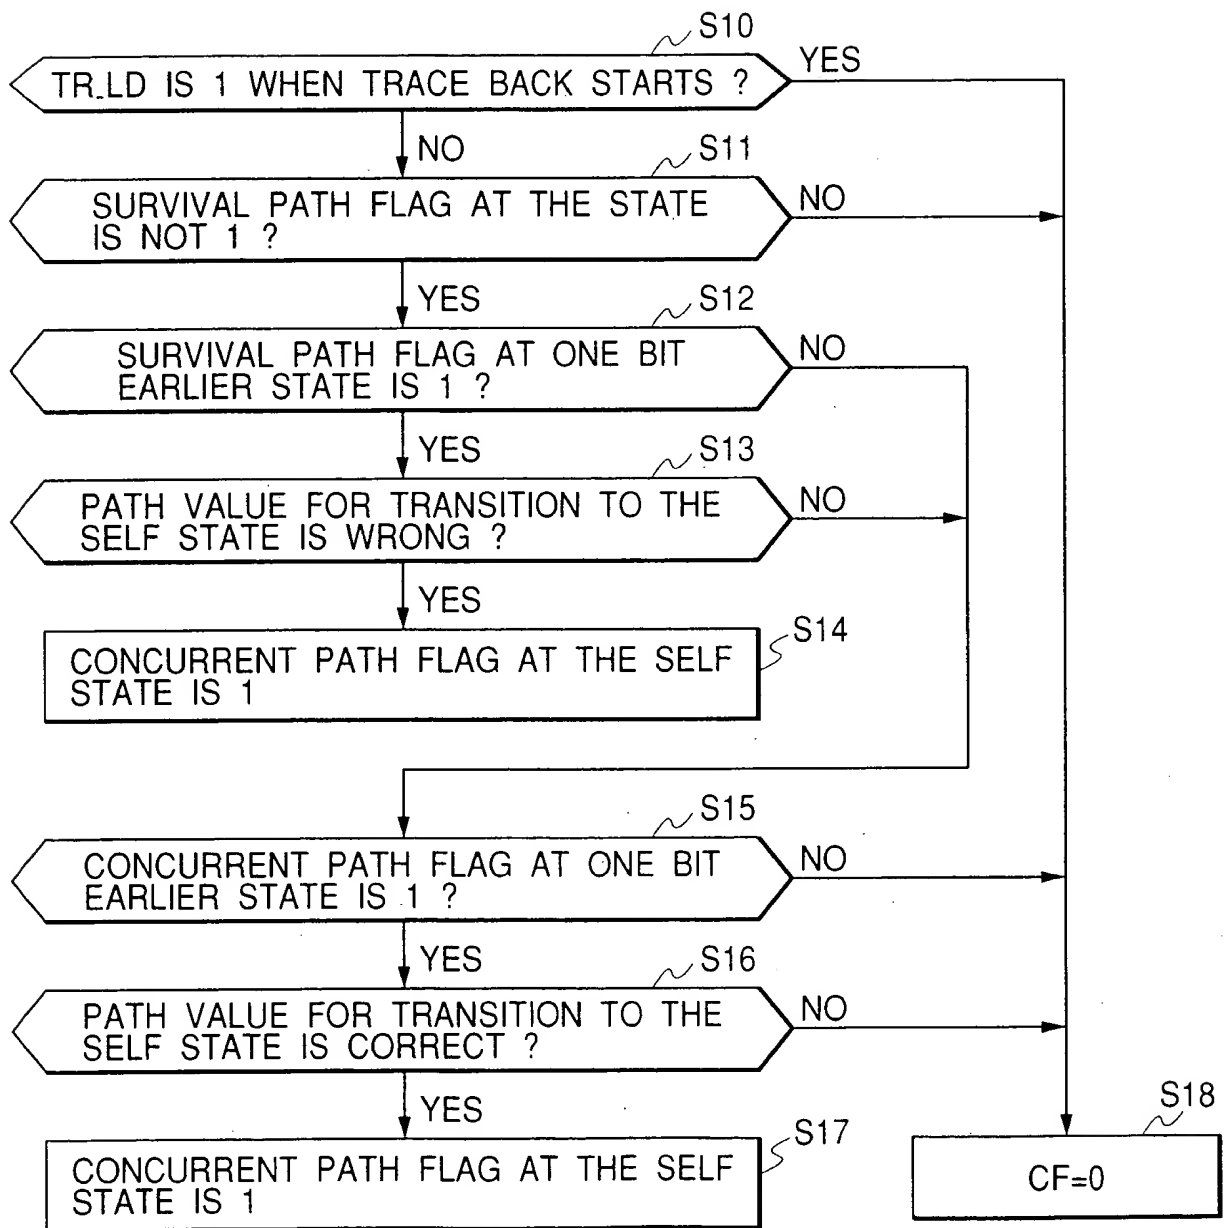 S10
TR_LD IS 1 WHEN TRACE BACK STARTS ?
YES
NO
S11
SURVIVAL PATH FLAG AT THE STATE
IS NOT 1 ?
NO
YES
S12
SURVIVAL PATH FLAG AT ONE BIT
EARLIER STATE IS 1 ?
NO
YES
S13
PATH VALUE FOR TRANSITION TO THE
SELF STATE IS WRONG ?
NO
YES
S14
CONCURRENT PATH FLAG AT THE SELF
STATE IS 1
S15
CONCURRENT PATH FLAG AT ONE BIT
EARLIER STATE IS 1 ?
NO
YES
S16
PATH VALUE FOR TRANSITION TO THE
SELF STATE IS CORRECT ?
NO
YES
S17
CONCURRENT PATH FLAG AT THE SELF
STATE IS 1
S18
CF=0